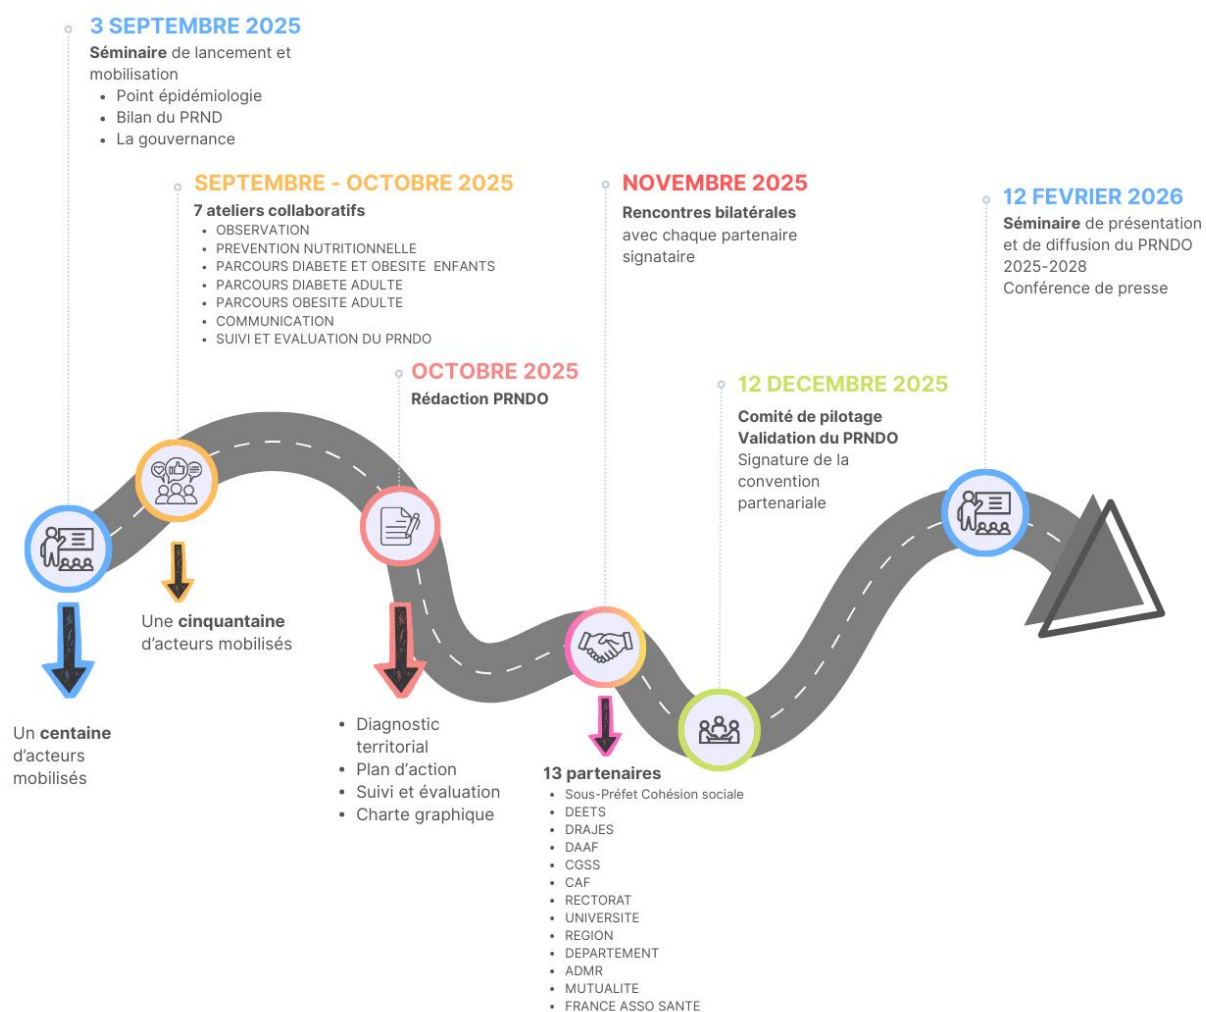 3 SEPTEMBRE 2025
Séminaire de lancement et
mobilisation
• Point épidémiologie
• Bilan du PRND
• La gouvernance
SEPTEMBRE - OCTOBRE 2025
7 ateliers collaboratifs
• OBSERVATION
• PREVENTION NUTRITIONNELLE
• PARCOURS DIABETE ET OBESITE ENFANTS
• PARCOURS DIABETE ADULTE
• PARCOURS OBESITE ADULTE
• COMMUNICATION
• SUIVI ET EVALUATION DU PRNDO
OCTOBRE 2025
Rédaction PRNDO
NOVEMBRE 2025
Rencontres bilatérales
avec chaque partenaire
signataire
12 DECEMBRE 2025
Comité de pilotage
Validation du PRNDO
Signature de la
convention
partenariale
12 FEVRIER 2026
Séminaire de présentation
et de diffusion du PRNDO
2025-2028
Conférence de presse
Un centaine
d’acteurs
mobilisés
Une cinquantaine
d’acteurs mobilisés
• Diagnostic
territorial
• Plan d’action
• Suivi et évaluation
• Charte graphique
13 partenaires
• Sous-Préfet Cohésion sociale
• DEETS
• DRAJES
• DAAF
• CGSS
• CAF
• RECTORAT
• UNIVERSITE
• REGION
• DEPARTEMENT
• ADMR
• MUTUALITE
• FRANCE ASSO SANTE